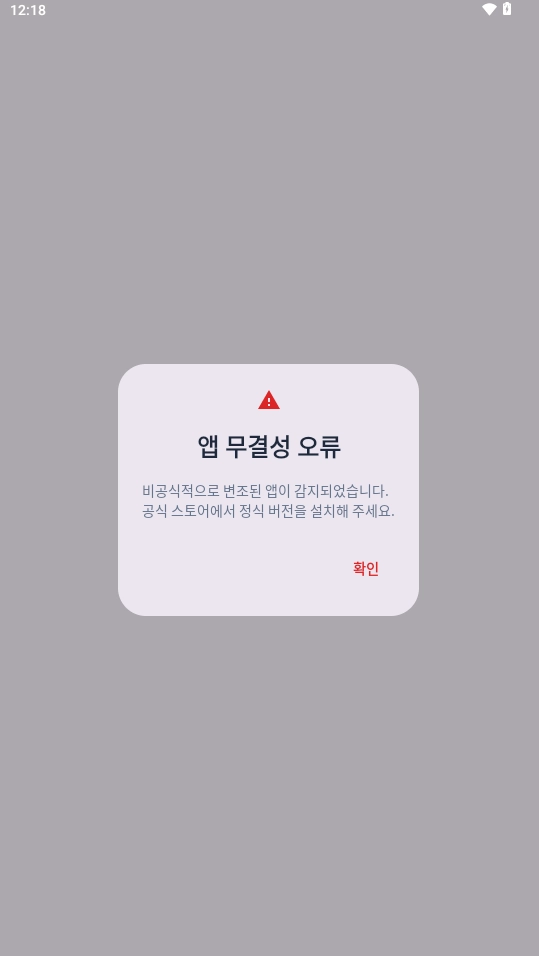 12:18
앱 무결성 오류
비공식적으로 변조된 앱이 감지되었습니다.
공식 스토어에서 정식 버전을 설치해 주세요.
확인